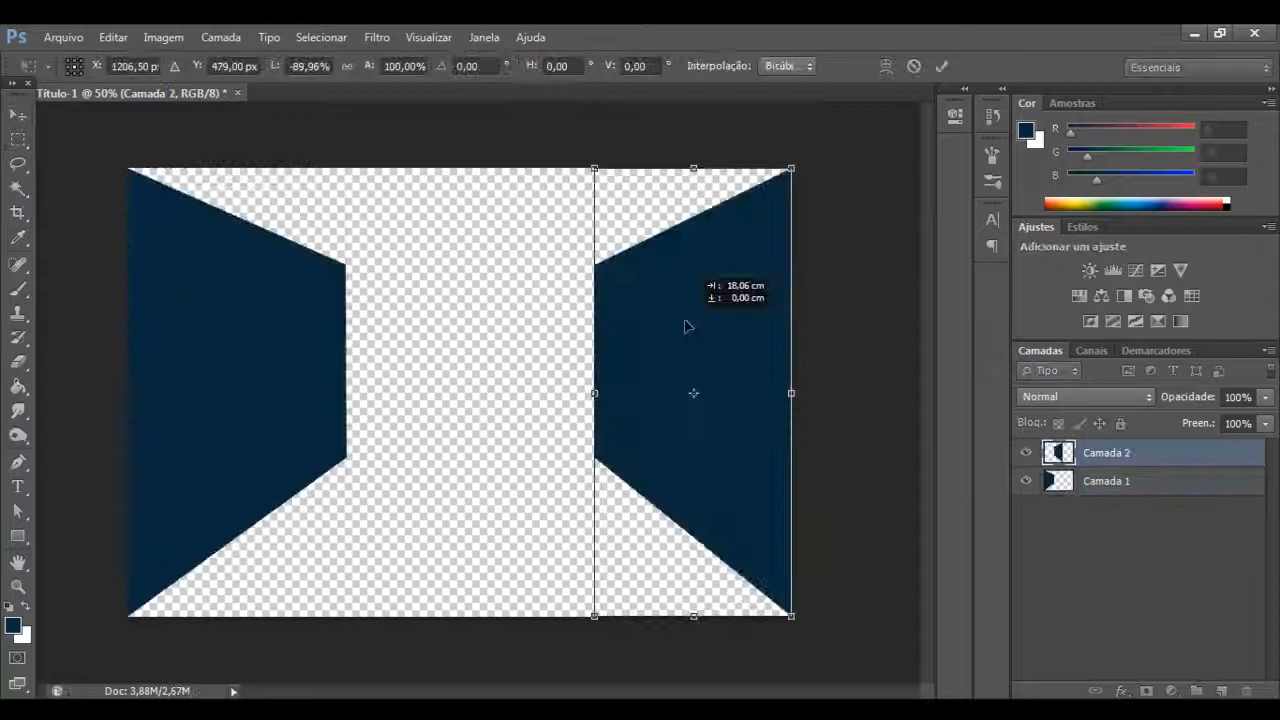 Ps Arquivo Editar Imagem Camada Tipo Selecionar Filtro Visualizar Janela Ajuda
X: 1206,50 p Y: 479,00 px L: -89,96% A: 100,00% 0,00 ° H: 0,00 ° V: 0,00 ° Interpolação: Bicúbi... Essenciais
Título-1 @ 50% (Camada 2, RGB/8) * ×
Cor Amostras
R
G
B
Ajustes Estilos
Adicionar um ajuste
: 18,06 cm
: 0,00 cm
Camadas Canais Demarcadores
Tipo
Normal Opacidade: 100%
Bloq.: Preen.: 100%
Camada 2
Camada 1
Doc: 3,88M/2,67M